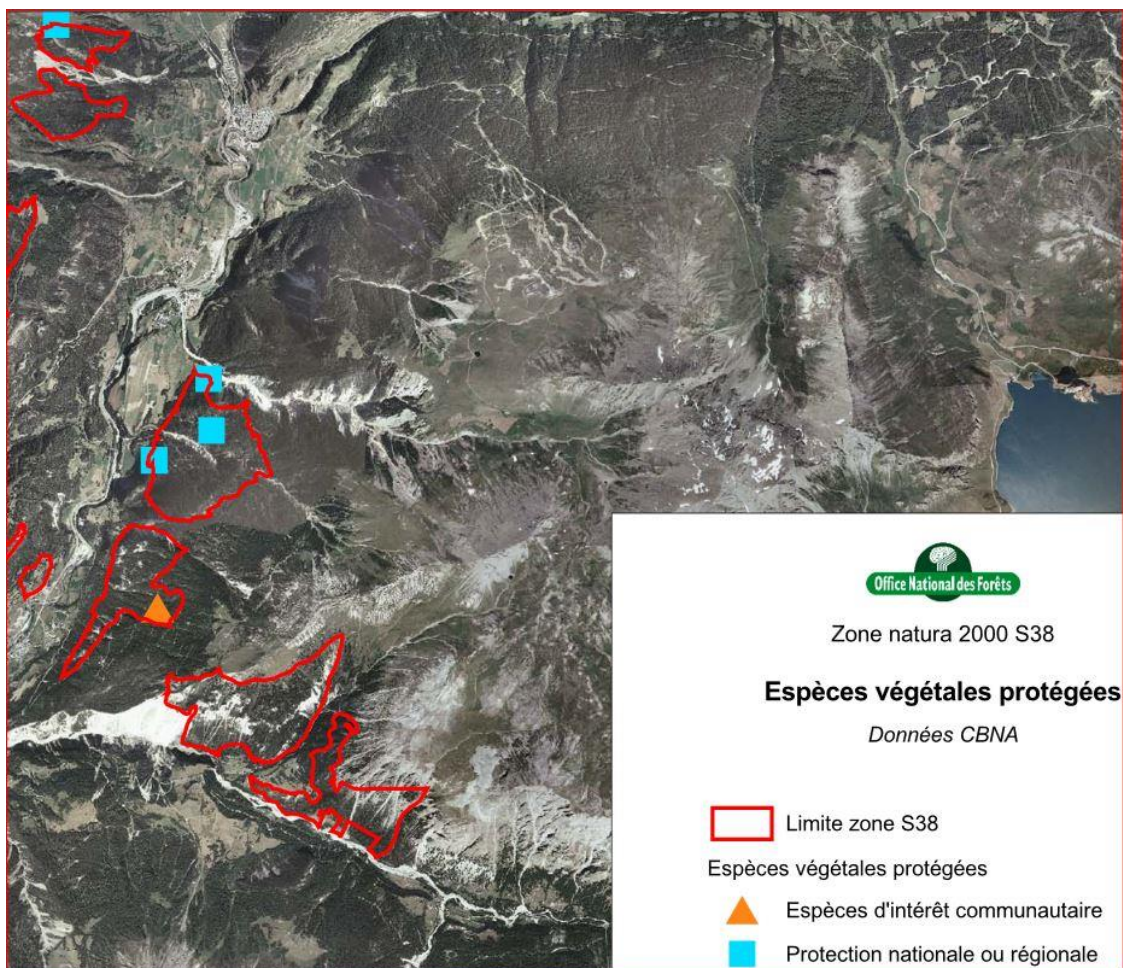 Office National des Forêts
Zone natura 2000 S38
Espèces végétales protégées
Données CBNA
Limite zone S38
Espèces végétales protégées
Espèces d'intérêt communautaire
Protection nationale ou régionale